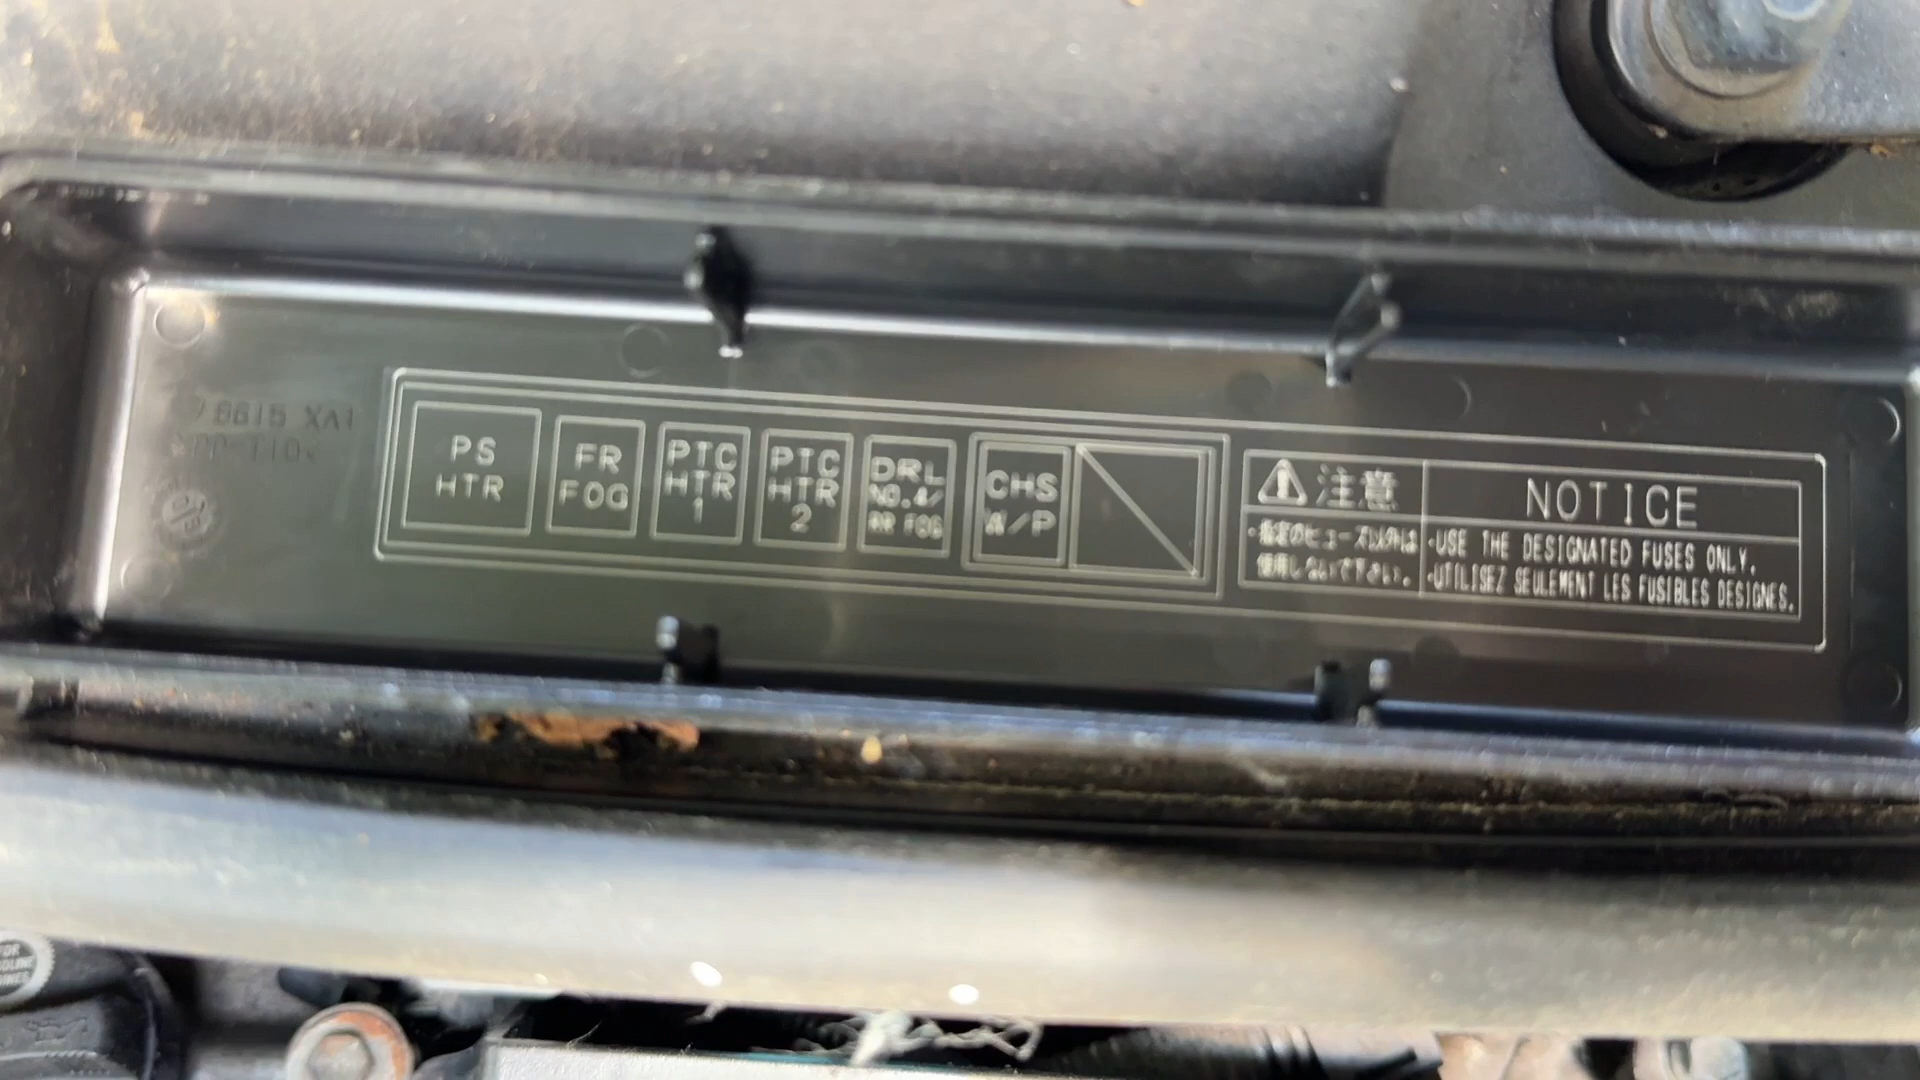 PS
HTR
FR
FOG
PTC
HTR
1
PTC
HTR
2
DRL
NO.4/
RR FOG
CHS
W/P
注意
・指定のヒューズ以外は
使用しないで下さい。
NOTICE
·USE THE DESIGNATED FUSES ONLY.
·UTILISEZ SEULEMENT LES FUSIBLES DESIGNES.